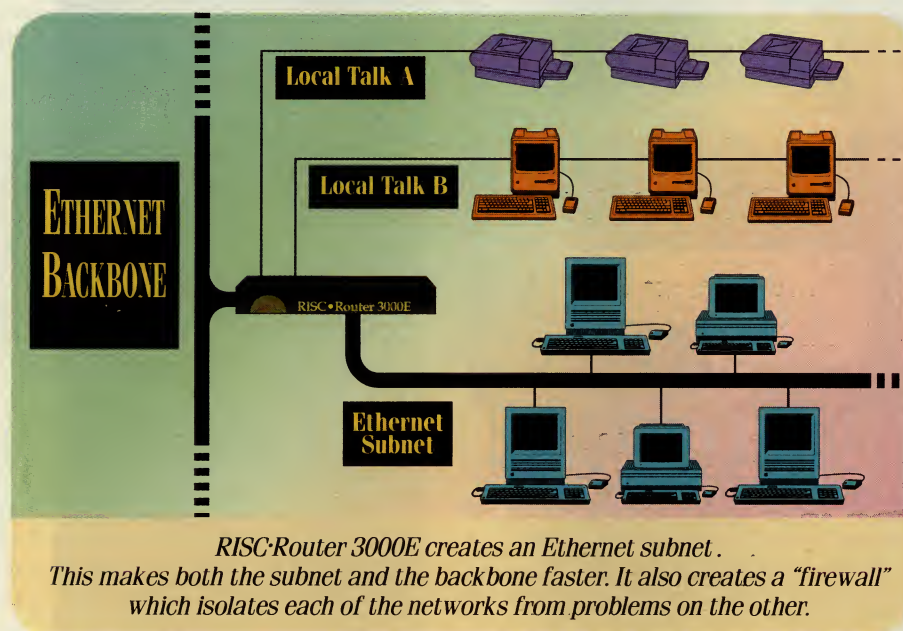 Local Talk A
Local Talk B
ETHERNET
BACKBONE
RISC•Router 3000E
Ethernet
Subnet
RISC•Router 3000E creates an Ethernet subnet.
This makes both the subnet and the backbone faster. It also creates a “firewall”
which isolates each of the networks from problems on the other.